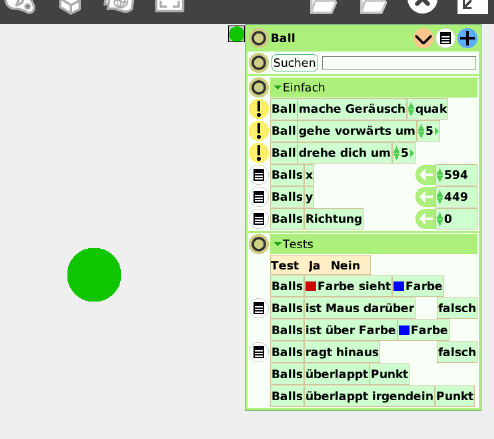 Ball
Suchen
Einfach
Ball mache Geräusch quak
Ball gehe vorwärts um 5
Ball drehe dich um 5
Balls x 594
Balls y 449
Balls Richtung 0
Tests
Test Ja Nein
Balls Farbe sieht Farbe
Balls ist Maus darüber falsch
Balls ist über Farbe Farbe
Balls ragt hinaus falsch
Balls überlappt Punkt
Balls überlappt irgendein Punkt